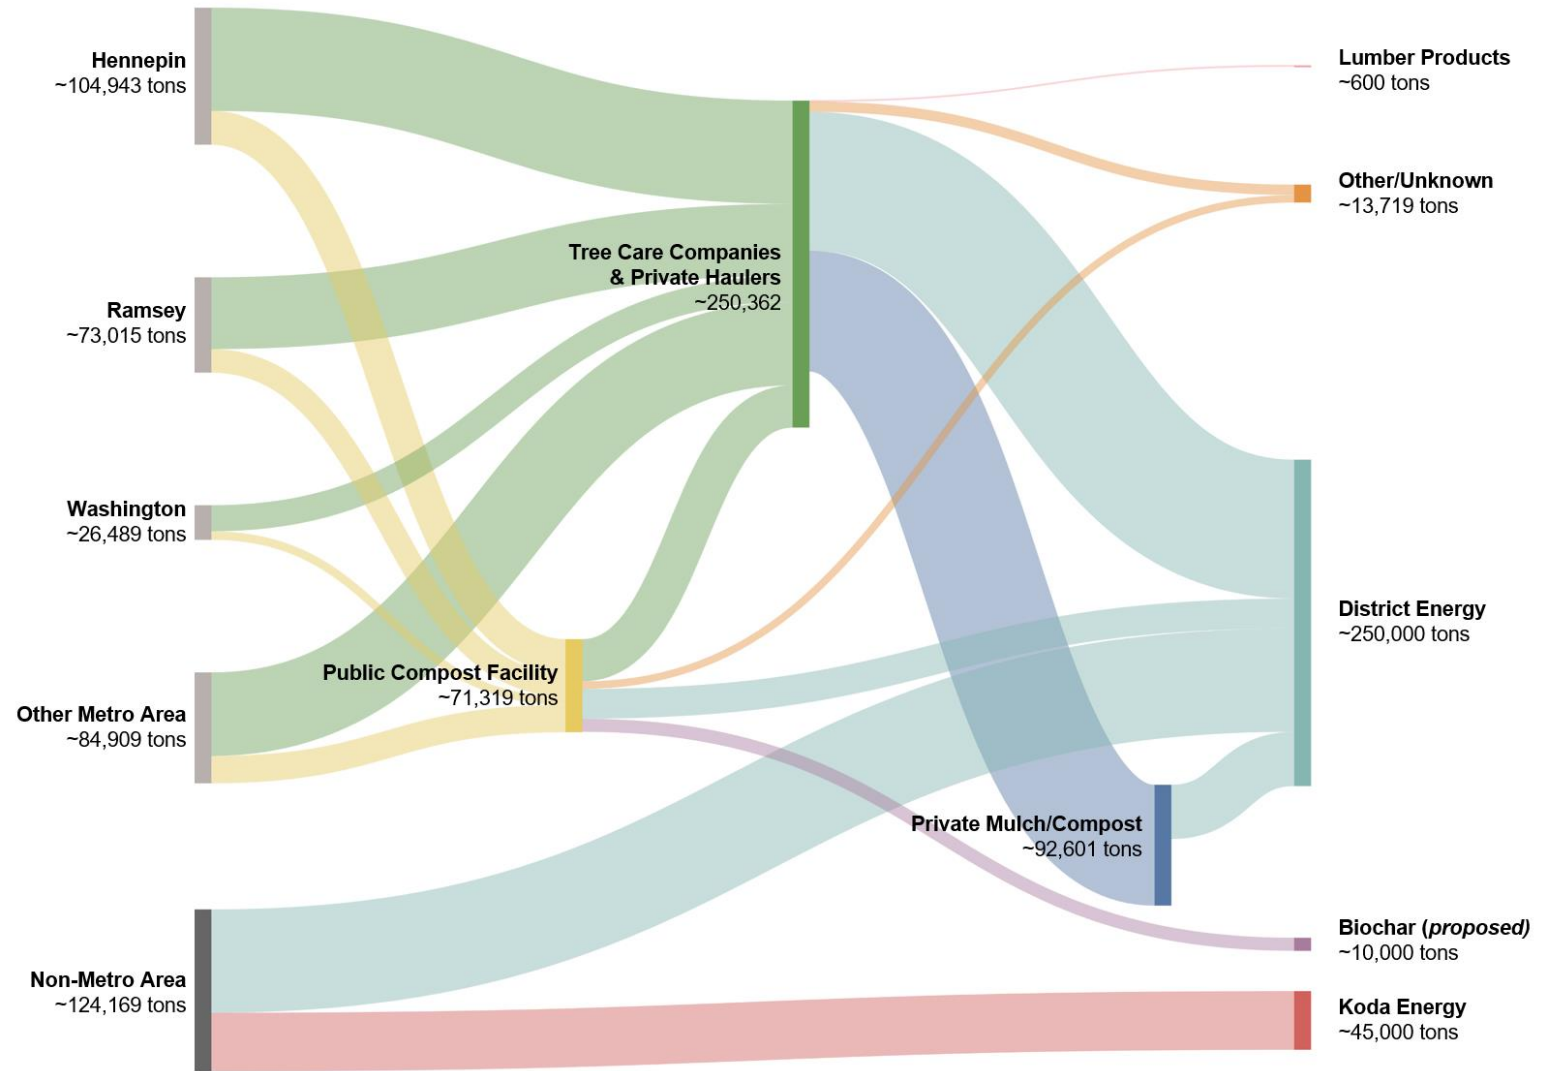 Hennepin
~104,943 tons
Ramsey
~73,015 tons
Washington
~26,489 tons
Other Metro Area
~84,909 tons
Non-Metro Area
~124,169 tons
Public Compost Facility
~71,319 tons
Tree Care Companies
& Private Haulers
~250,362
Private Mulch/Compost
~92,601 tons
Lumber Products
~600 tons
Other/Unknown
~13,719 tons
District Energy
~250,000 tons
Biochar (proposed)
~10,000 tons
Koda Energy
~45,000 tons